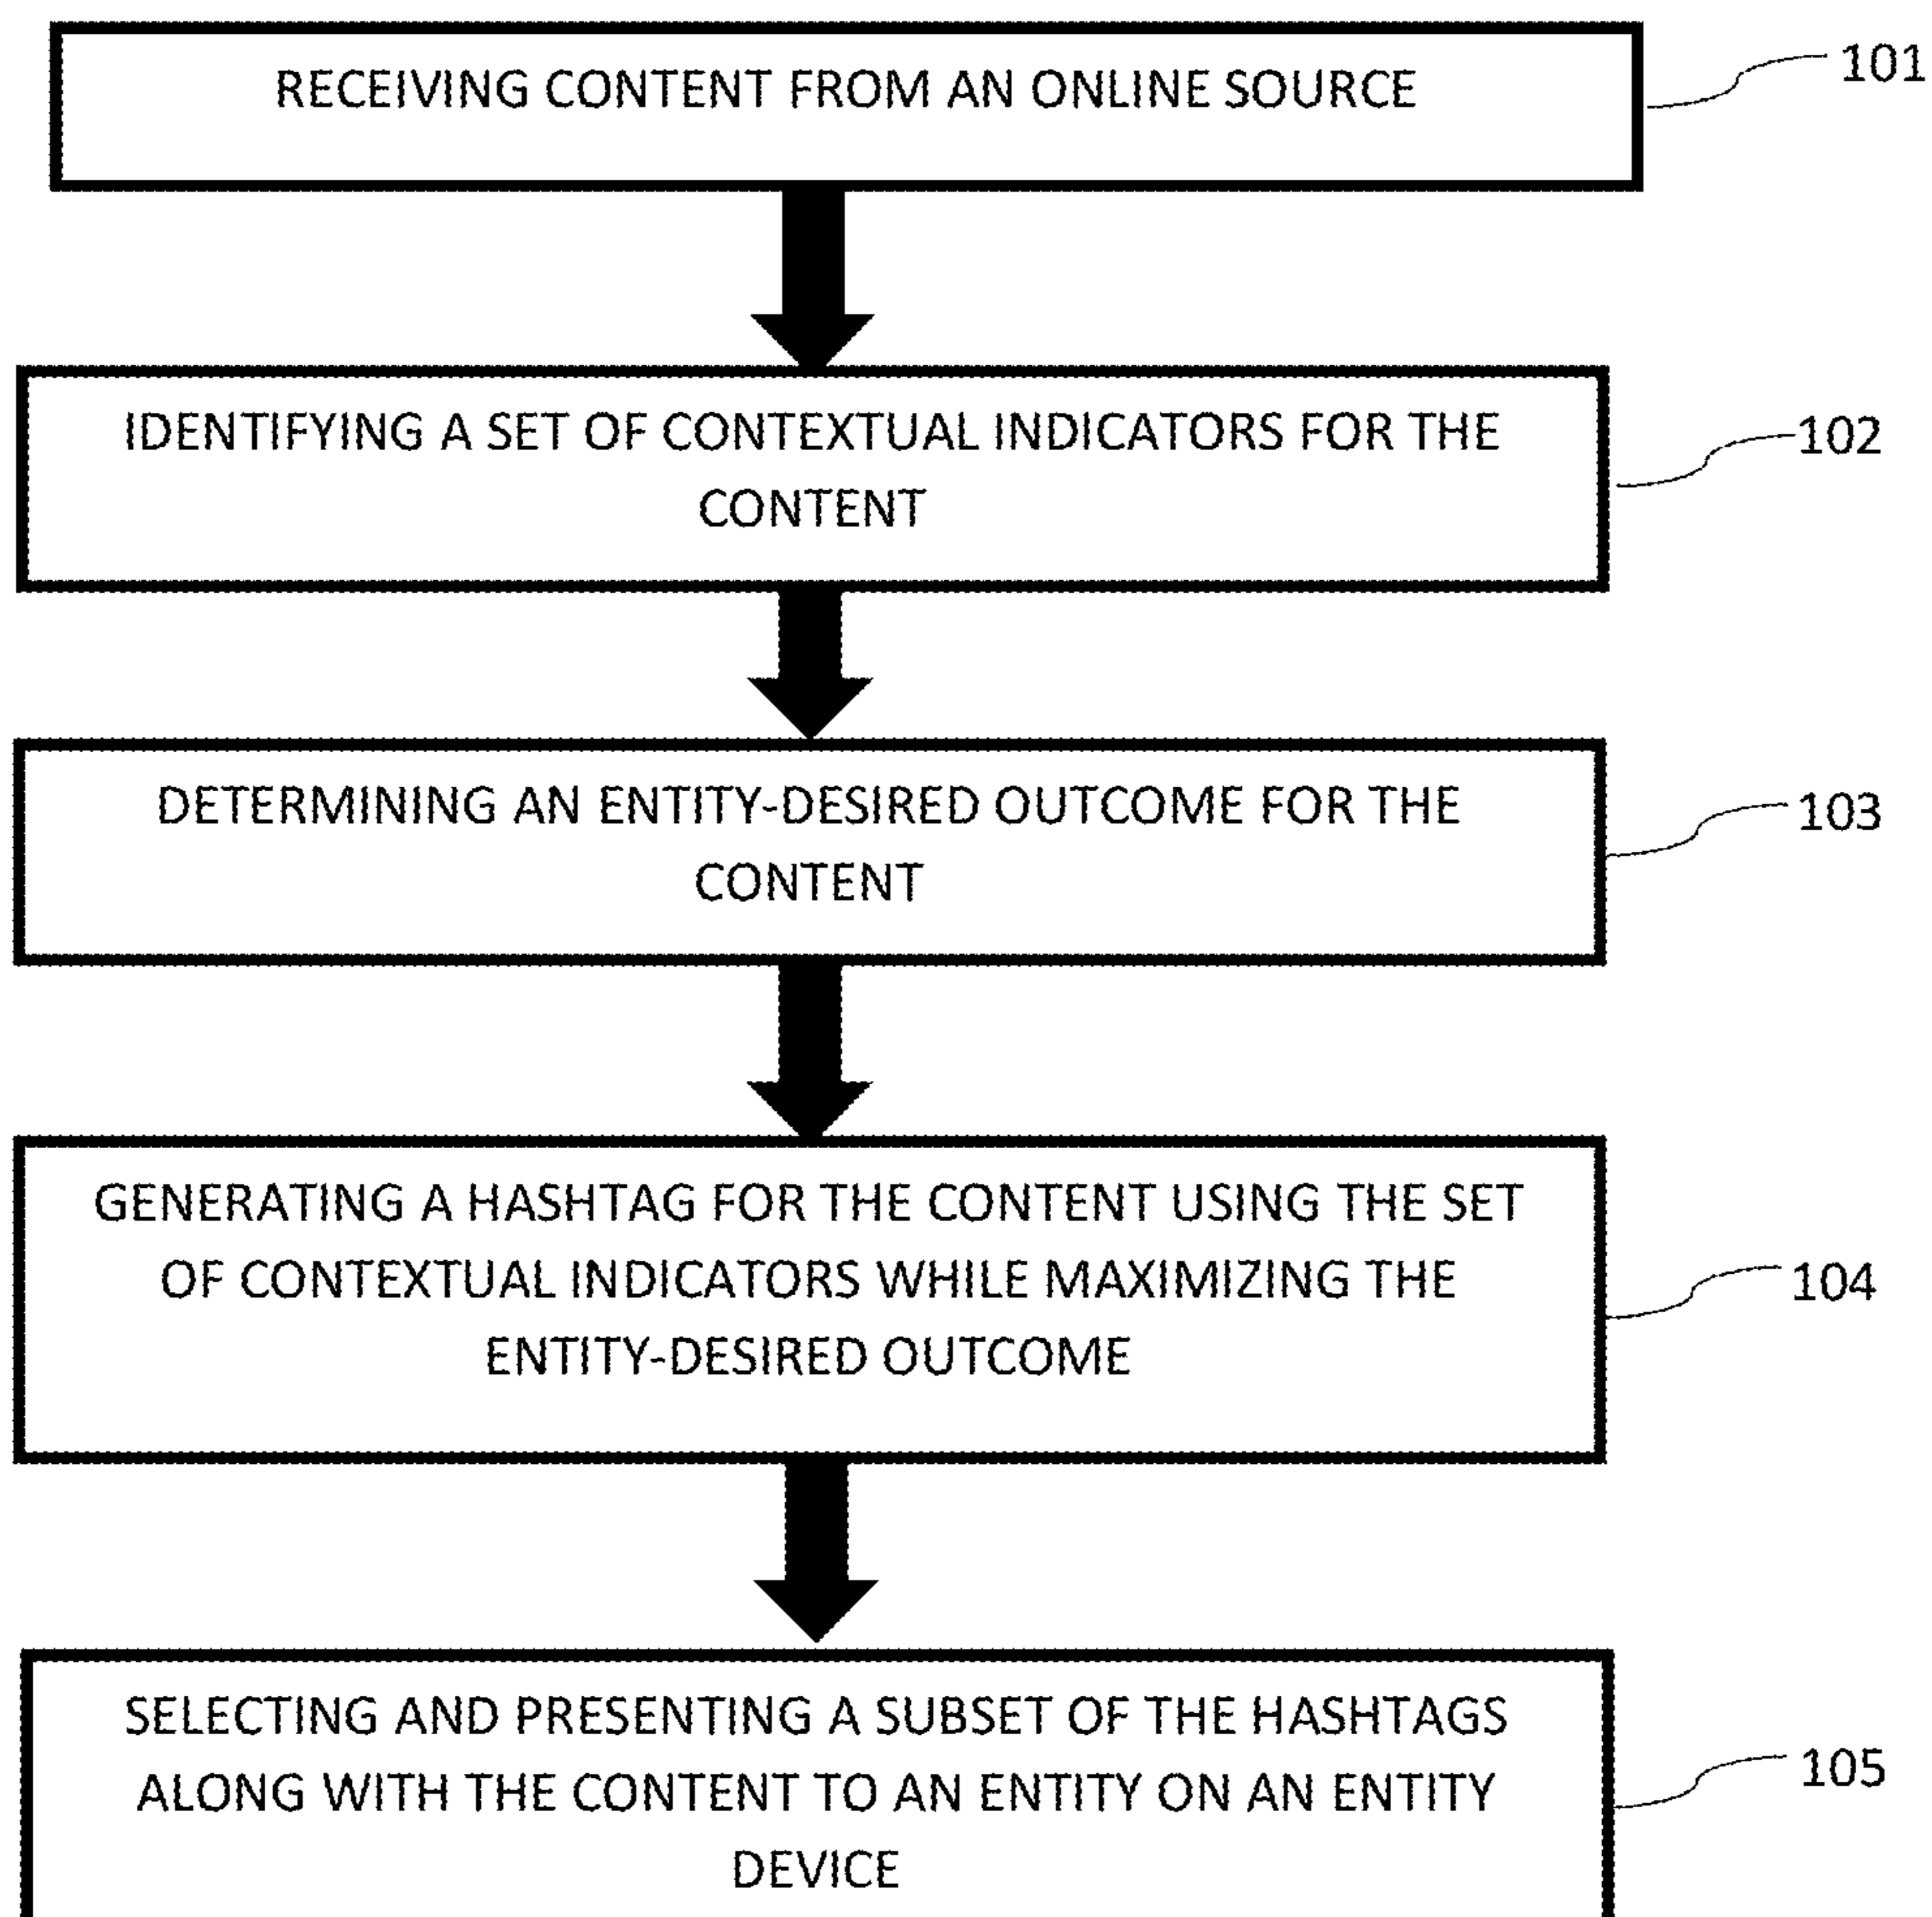 RECEIVING CONTENT FROM AN ONLINE SOURCE
101
IDENTIFYING A SET OF CONTEXTUAL INDICATORS FOR THE
CONTENT
102
DETERMINING AN ENTITY-DESIRED OUTCOME FOR THE
CONTENT
103
GENERATING A HASHTAG FOR THE CONTENT USING THE SET
OF CONTEXTUAL INDICATORS WHILE MAXIMIZING THE
ENTITY-DESIRED OUTCOME
104
SELECTING AND PRESENTING A SUBSET OF THE HASHTAGS
ALONG WITH THE CONTENT TO AN ENTITY ON AN ENTITY
DEVICE
105